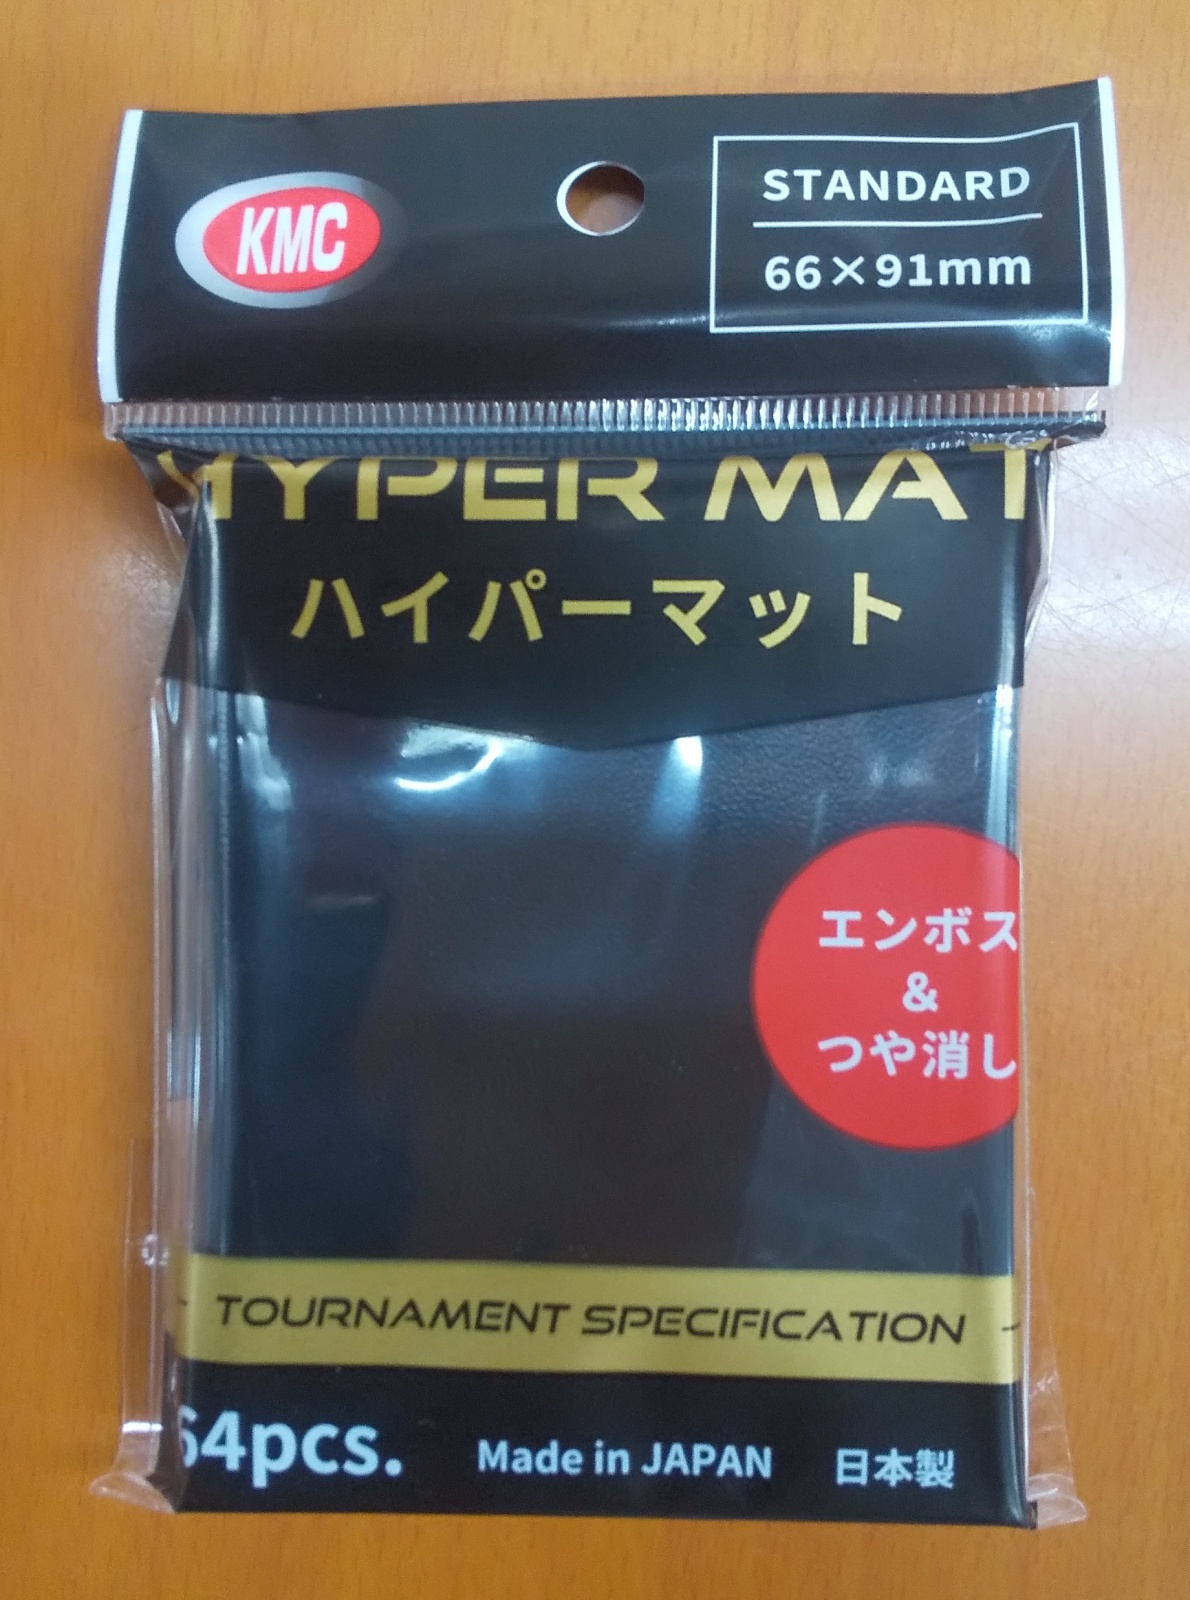 KMC
STANDARD
66×91mm
HYPER MAT
ハイパーマット
エンボス
&
つや消し
TOURNAMENT SPECIFICATION
64pcs.
Made in JAPAN 日本製